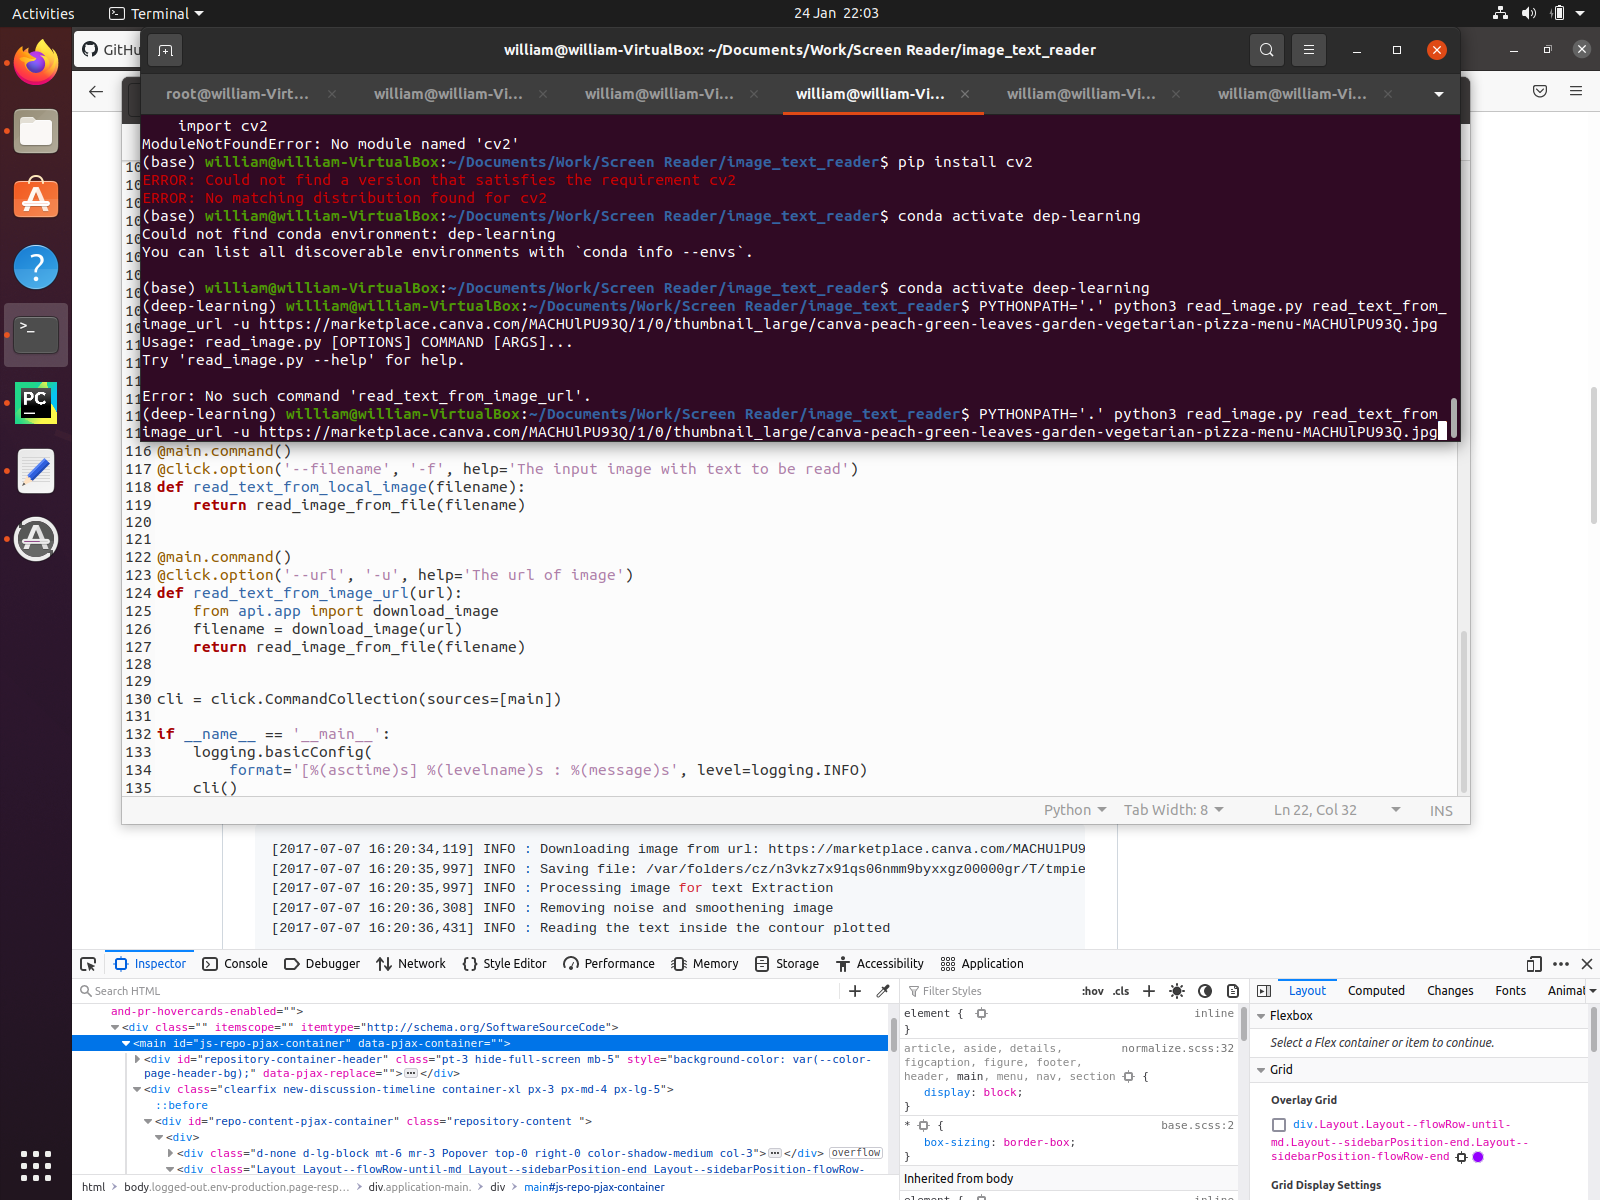 Activities
Terminal
24 Jan 22:03
GitHu
william@william-VirtualBox: ~/Documents/Work/Screen Reader/image_text_reader
root@william-Virt...
william@william-Vi...
william@william-Vi...
william@william-Vi...
william@william-Vi...
william@william-Vi...
import cv2
ModuleNotFoundError: No module named 'cv2'
(base) william@william-VirtualBox:~/Documents/Work/Screen Reader/image_text_reader$ pip install cv2
ERROR: Could not find a version that satisfies the requirement cv2
ERROR: No matching distribution found for cv2
(base) william@william-VirtualBox:~/Documents/Work/Screen Reader/image_text_reader$ conda activate dep-learning
Could not find conda environment: dep-learning
You can list all discoverable environments with `conda info --envs`.
(base) william@william-VirtualBox:~/Documents/Work/Screen Reader/image_text_reader$ conda activate deep-learning
(deep-learning) william@william-VirtualBox:~/Documents/Work/Screen Reader/image_text_reader$ PYTHONPATH='.' python3 read_image.py read_text_from_
image_url -u https://marketplace.canva.com/MACHUlPU93Q/1/0/thumbnail_large/canva-peach-green-leaves-garden-vegetarian-pizza-menu-MACHUlPU93Q.jpg
Usage: read_image.py [OPTIONS] COMMAND [ARGS]...
Try 'read_image.py --help' for help.
Error: No such command 'read_text_from_image_url'.
(deep-learning) william@william-VirtualBox:~/Documents/Work/Screen Reader/image_text_reader$ PYTHONPATH='.' python3 read_image.py read_text_from_
image_url -u https://marketplace.canva.com/MACHUlPU93Q/1/0/thumbnail_large/canva-peach-green-leaves-garden-vegetarian-pizza-menu-MACHUlPU93Q.jpg
116 @main.command()
117 @click.option('--filename', '-f', help='The input image with text to be read')
118 def read_text_from_local_image(filename):
119 return read_image_from_file(filename)
120
121
122 @main.command()
123 @click.option('--url', '-u', help='The url of image')
124 def read_text_from_image_url(url):
125 from api.app import download_image
126 filename = download_image(url)
127 return read_image_from_file(filename)
128
129
130 cli = click.CommandCollection(sources=[main])
131
132 if __name__ == '__main__':
133 logging.basicConfig(
134 format='[%(asctime)s] %(levelname)s : %(message)s', level=logging.INFO)
135 cli()
Python
Tab Width: 8
Ln 22, Col 32
INS
[2017-07-07 16:20:34,119] INFO : Downloading image from url: https://marketplace.canva.com/MACHUlPU9
[2017-07-07 16:20:35,997] INFO : Saving file: /var/folders/cz/n3vkz7x91qs06nmm9byxxgz00000gr/T/tmpie
[2017-07-07 16:20:35,997] INFO : Processing image for text Extraction
[2017-07-07 16:20:36,308] INFO : Removing noise and smoothening image
[2017-07-07 16:20:36,431] INFO : Reading the text inside the contour plotted
Inspector
Console
Debugger
Network
Style Editor
Performance
Memory
Storage
Accessibility
Application
Search HTML
Filter Styles
:hov
.cls
Layout
Computed
Changes
Fonts
Animat
and-pr-hovercards-enabled="">
<div class="" itemscope="" itemtype="http://schema.org/SoftwareSourceCode">
<main id="js-repo-pjax-container" data-pjax-container="">
<div id="repository-container-header" class="pt-3 hide-full-screen mb-5" style="background-color: var(--color-
page-header-bg);" data-pjax-replace="">⋯</div>
<div class="clearfix new-discussion-timeline container-xl px-3 px-md-4 px-lg-5">
::before
<div id="repo-content-pjax-container" class="repository-content ">
<div>
<div class="d-none d-lg-block mt-6 mr-3 Popover top-0 right-0 color-shadow-medium col-3">⋯</div> overflow
<div class="Layout Layout--flowRow-until-md Layout--sidebarPosition-end Layout--sidebarPosition-flowRow-
html
body.logged-out.env-production.page-resp...
div.application-main.
div
main#js-repo-pjax-container
element {
inline
}
article, aside, details,
normalize.scss:32
figcaption, figure, footer,
header, main, menu, nav, section {
display: block;
}
* {
base.scss:2
box-sizing: border-box;
}
Inherited from body
element {
inline
Flexbox
Select a Flex container or item to continue.
Grid
Overlay Grid
div.Layout.Layout--flowRow-until-
md.Layout--sidebarPosition-end.Layout--
sidebarPosition-flowRow-end
Grid Display Settings